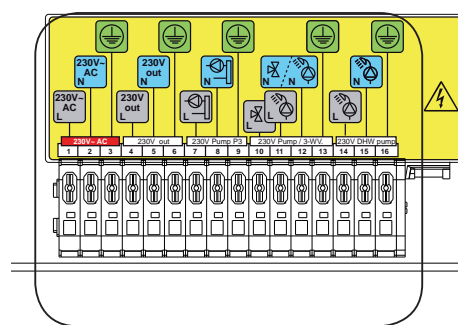 230V~
AC
N
230V
out
N
N
N
N
N
230V~
AC
L
230V
out
L
L
L
L
L
230V~ AC
230V out
230V Pump P3
230V Pump / 3-WV.
230V DHW pump
1 2 3 4 5 6 7 8 9 10 11 12 13 14 15 16